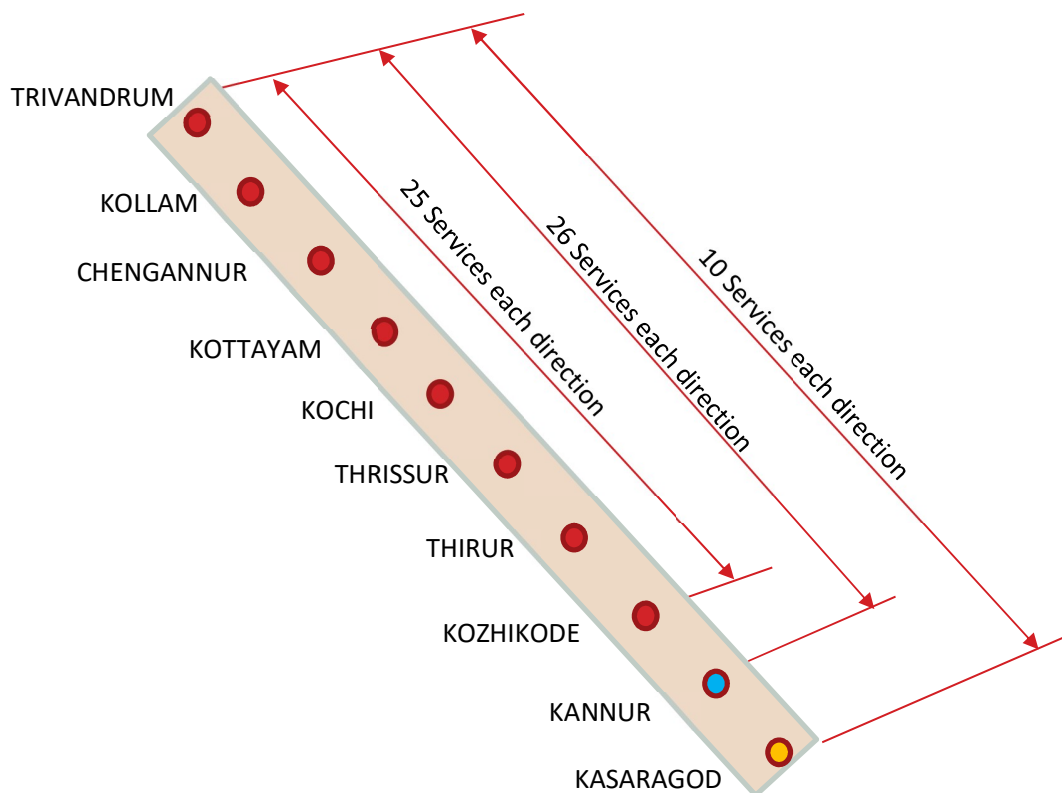 TRIVANDRUM
KOLLAM
CHENGANNUR
KOTTAYAM
KOCHI
THRISSUR
THIRUR
KOZHIKODE
KANNUR
KASARAGOD
25 Services each direction
26 Services each direction
10 Services each direction